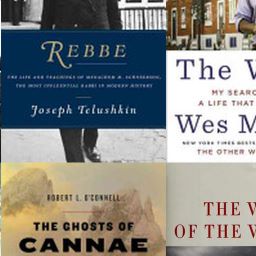 REBBE
THE LIFE AND TEACHINGS OF MENACHEM M. SCHNEERSON,
THE MOST INFLUENTIAL RABBI IN MODERN HISTORY
Joseph Telushkin
The W
MY SEARC
A LIFE THAT
Wes M
NEW YORK TIMES BESTS
THE OTHER W
ROBERT L. O'CONNELL
THE GHOSTS OF
CANNAE
THE W
OF THE W